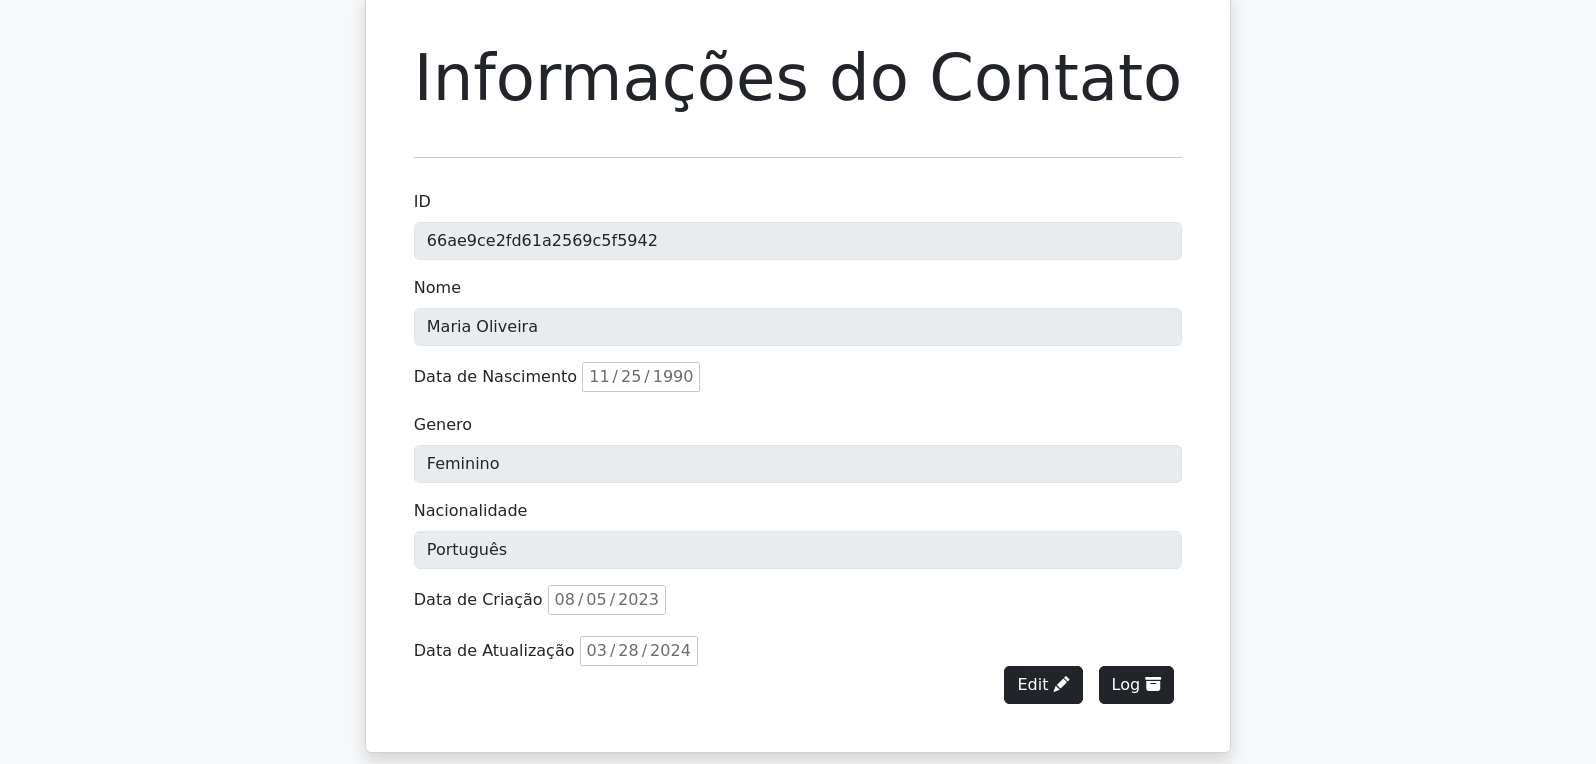 Informações do Contato
ID
66ae9ce2fd61a2569c5f5942
Nome
Maria Oliveira
Data de Nascimento 11/25/1990
Genero
Feminino
Nacionalidade
Português
Data de Criação 08/05/2023
Data de Atualização 03/28/2024
Edit Log